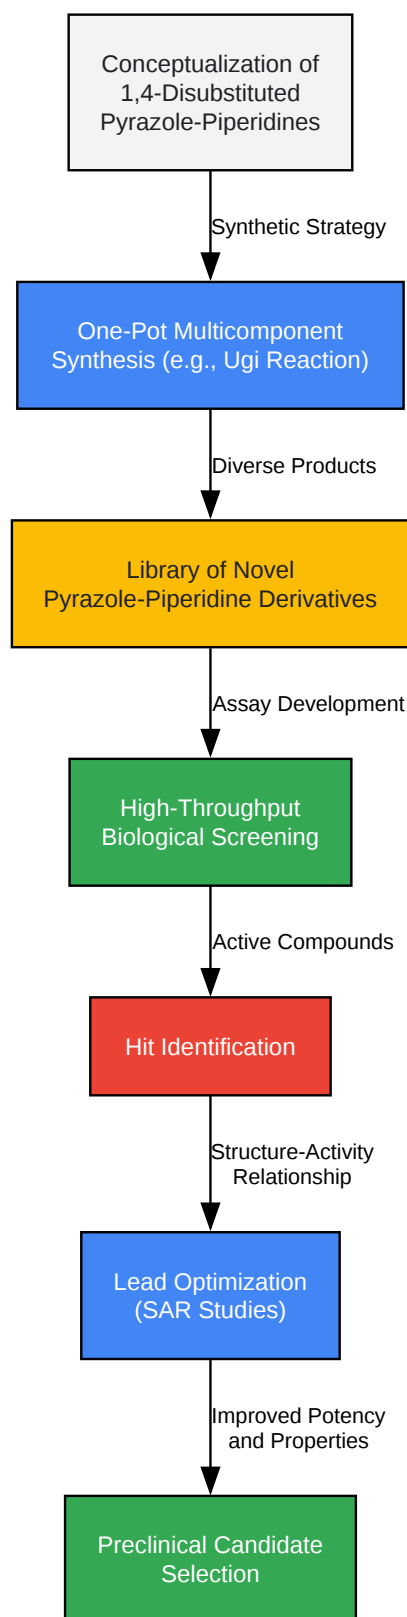 Conceptualization of
1,4-Disubstituted
Pyrazole-Piperidines
Synthetic Strategy
One-Pot Multicomponent
Synthesis (e.g., Ugi Reaction)
Diverse Products
Library of Novel
Pyrazole-Piperidine Derivatives
Assay Development
High-Throughput
Biological Screening
Active Compounds
Hit Identification
Structure-Activity
Relationship
Lead Optimization
(SAR Studies)
Improved Potency
and Properties
Preclinical Candidate
Selection